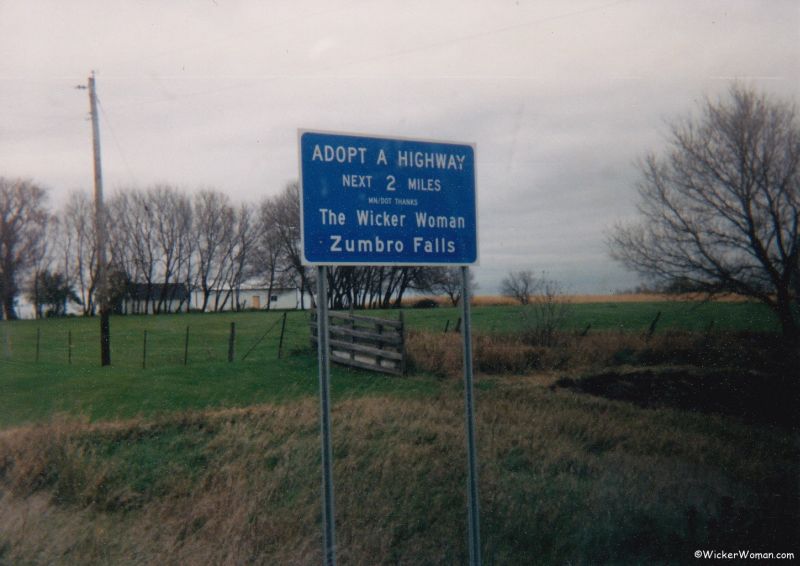 ADOPT A HIGHWAY
NEXT 2 MILES
MN/DOT THANKS
The Wicker Woman
Zumbro Falls
©WickerWoman.com